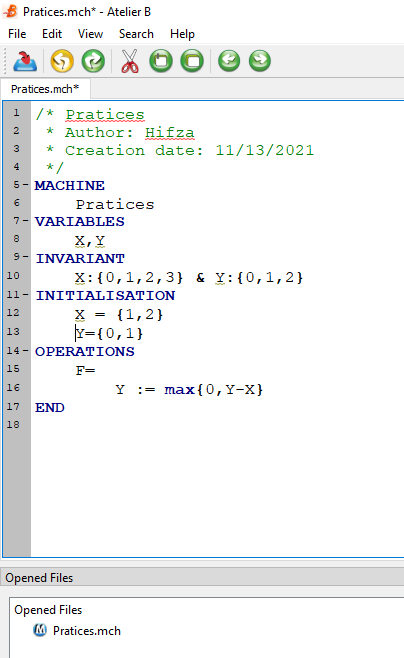 Pratices.mch* - Atelier B
File Edit View Search Help
Pratices.mch*
1 /* Pratices
2 * Author: Hifza
3 * Creation date: 11/13/2021
4 */
5 MACHINE
6 Pratices
7 VARIABLES
8 X,Y
9 INVARIANT
10 X:{0,1,2,3} & Y:{0,1,2}
11 INITIALISATION
12 X = {1,2}
13 Y={0,1}
14 OPERATIONS
15 F=
16 Y := max{0,Y-X}
17 END
18
Opened Files
Opened Files
M Pratices.mch